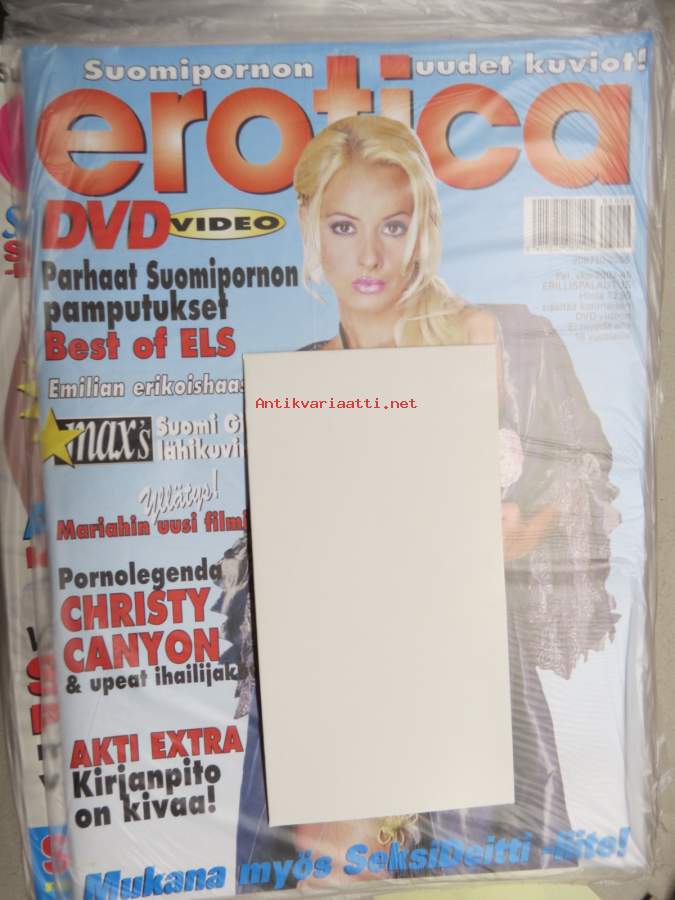 Suomipornon uudet kuviot!
erotica
DVD VIDEO
Parhaat Suomipornon
pamputukset
Best of ELS
Emilian erikoishaas
Antikvariaatti.net
max's
Suomi G
lähikuvi
Yllätys!
Mariahin uusi filmi
Pornolegenda
CHRISTY
CANYON
& upeat ihailijak
AKTI EXTRA
Kirjanpito
on kivaa!
Mukana myös SeksiDeitti -liite!